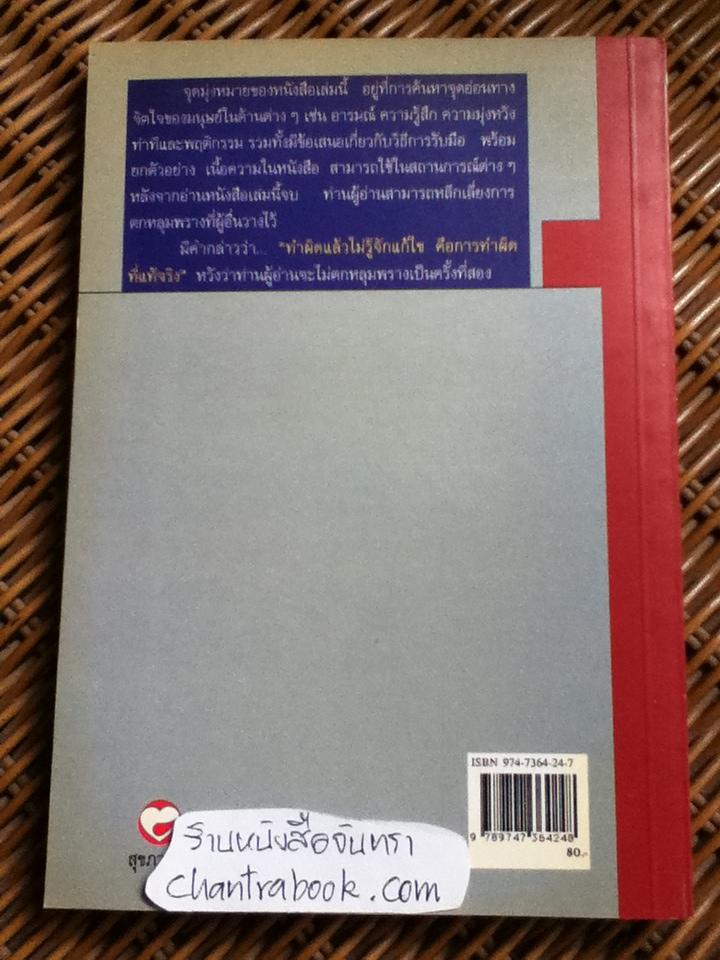 จุดมุ่งหมายของหนังสือเล่มนี้ อยู่ที่การค้นหาจุดอ่อนทาง
จิตใจของมนุษย์ในด้านต่าง ๆ เช่น อารมณ์ ความรู้สึก ความมุ่งหวัง
ท่าทีและพฤติกรรม รวมทั้งมีข้อเสนอเกี่ยวกับวิธีการรับมือ พร้อม
ยกตัวอย่าง เนื้อความในหนังสือ สามารถใช้ในสถานการณ์ต่าง ๆ
หลังจากอ่านหนังสือเล่มนี้จบ ท่านผู้อ่านสามารถหลีกเลี่ยงการ
ตกหลุมพรางที่ผู้อื่นวางไว้
มีคำกล่าวว่า... "ทำผิดแล้วไม่รู้จักแก้ไข คือการทำผิด
ที่แท้จริง" หวังว่าท่านผู้อ่านจะไม่ตกหลุมพรางเป็นครั้งที่สอง
ISBN 974-7364-24-7
9 789747 364248
80.-
สุขภา
ร้านหนังสือจันทรา
chantrabook.com